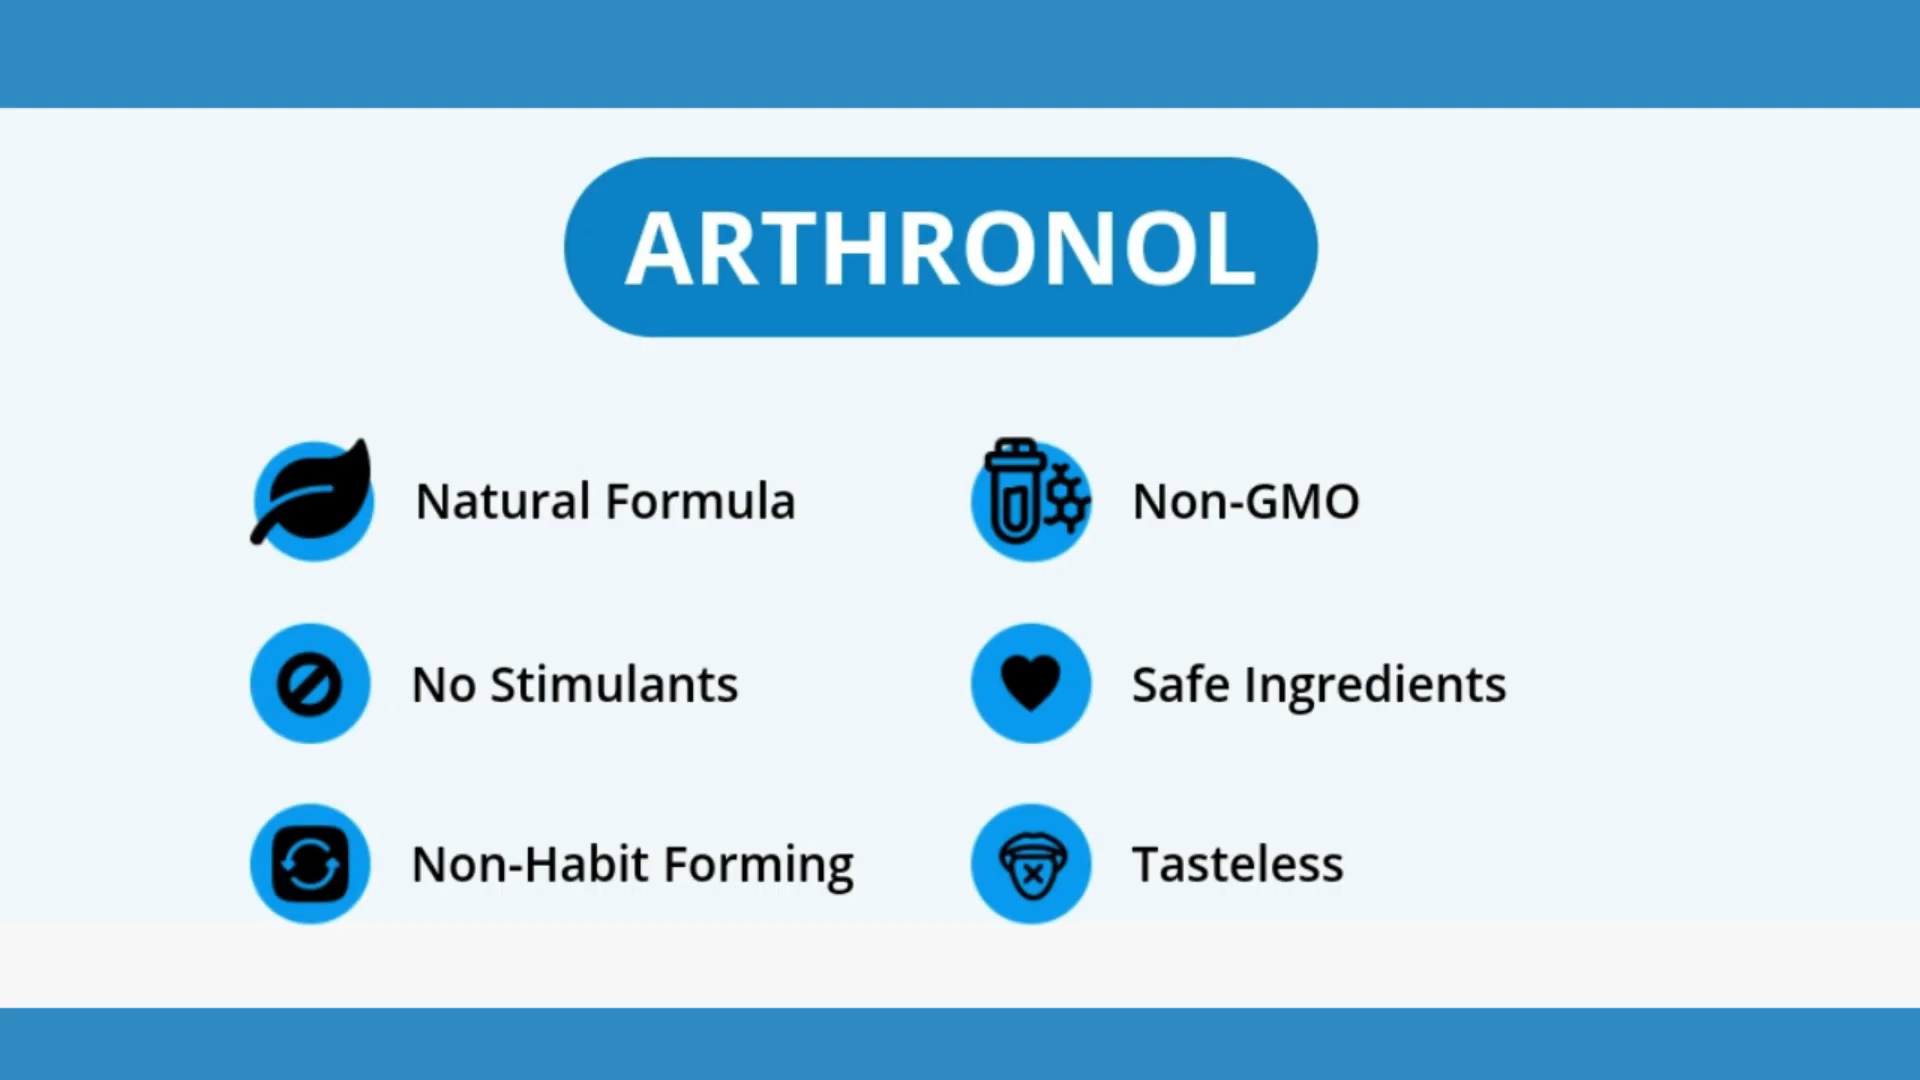 ARTHRONOL
Natural Formula
Non-GMO
No Stimulants
Safe Ingredients
Non-Habit Forming
Tasteless